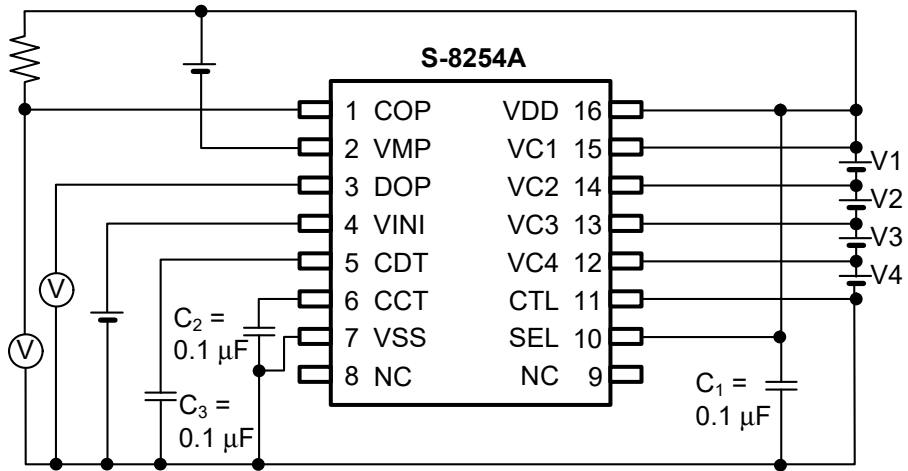 S-8254A
1 COP VDD 16
2 VMP VC1 15
3 DOP VC2 14
4 VINI VC3 13
5 CDT VC4 12
6 CCT CTL 11
7 VSS SEL 10
8 NC NC 9
V1
V2
V3
V4
V
V
C2 =
0.1 μF
C3 =
0.1 μF
C1 =
0.1 μF